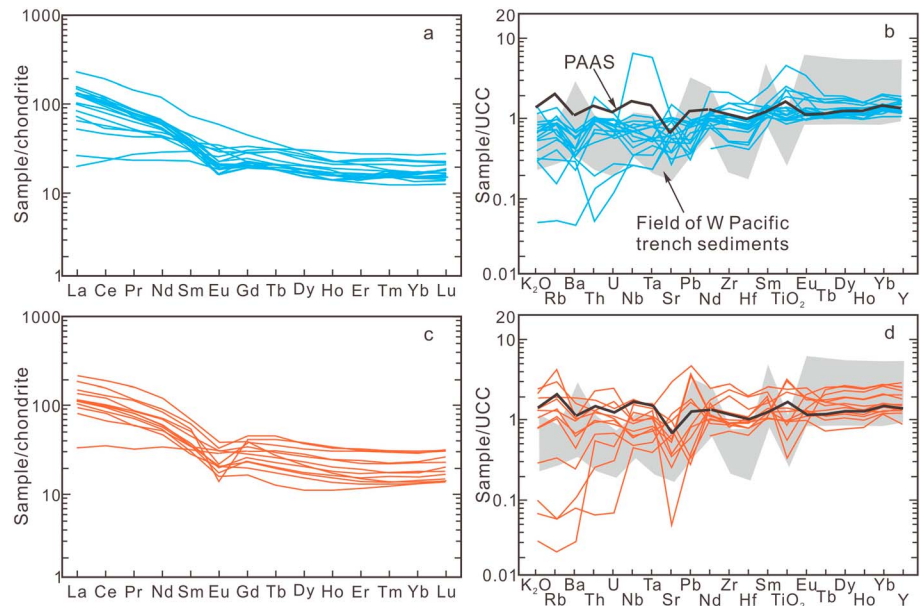 1000
100
10
1
Sample/chondrite
a
La Ce Pr Nd Sm Eu Gd Tb Dy Ho Er Tm Yb Lu
20
10
1
0.1
0.01
Sample/UCC
b
PAAS
Field of W Pacific
trench sediments
K₂O Ba U Ta Pb Zr Sm Eu Dy Yb
Rb Th Nb Sr Nd Hf TiO₂ Tb Ho Y
1000
100
10
1
Sample/chondrite
c
La Ce Pr Nd Sm Eu Gd Tb Dy Ho Er Tm Yb Lu
20
10
1
0.1
0.01
Sample/UCC
d
K₂O Ba U Ta Pb Zr Sm Eu Dy Yb
Rb Th Nb Sr Nd Hf TiO₂ Tb Ho Y